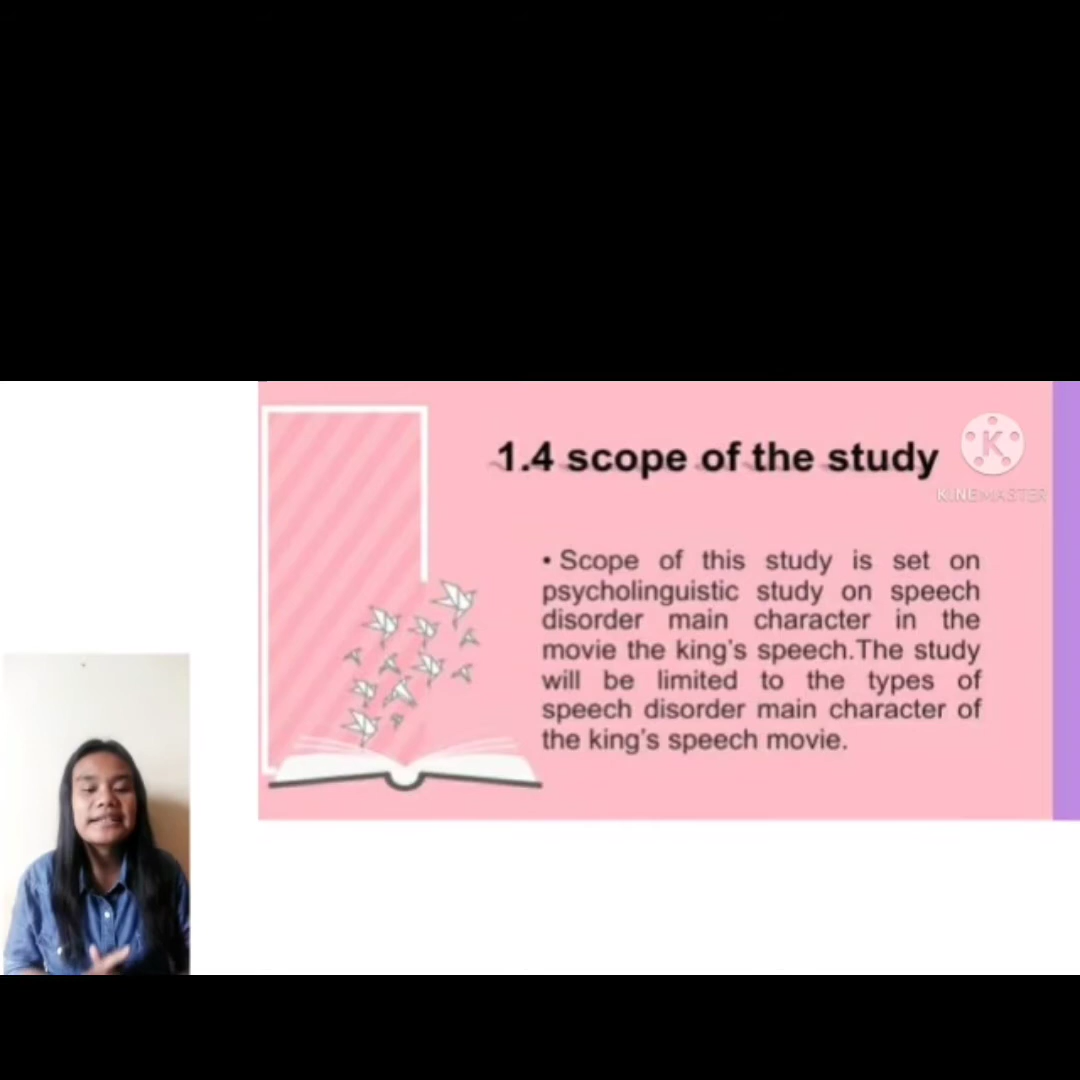 1.4 scope of the study
K
KINEMASTER
• Scope of this study is set on
psycholinguistic study on speech
disorder main character in the
movie the king's speech.The study
will be limited to the types of
speech disorder main character of
the king's speech movie.